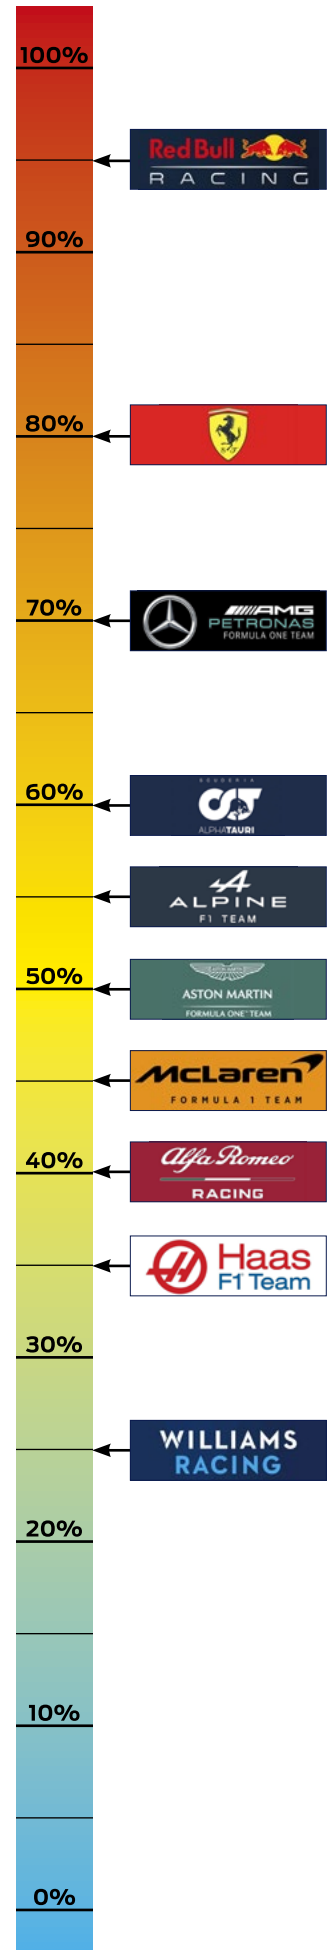 100%
Red Bull
RACING
90%
80%
70%
AMG
PETRONAS
FORMULA ONE TEAM
60%
SCUDERIA
ALPHATAURI
ALPINE
F1 TEAM
50%
ASTON MARTIN
ASTON MARTIN
FORMULA ONE™ TEAM
McLaren
FORMULA 1 TEAM
40%
Alfa Romeo
RACING
Haas
F1 Team
30%
WILLIAMS
RACING
20%
10%
0%